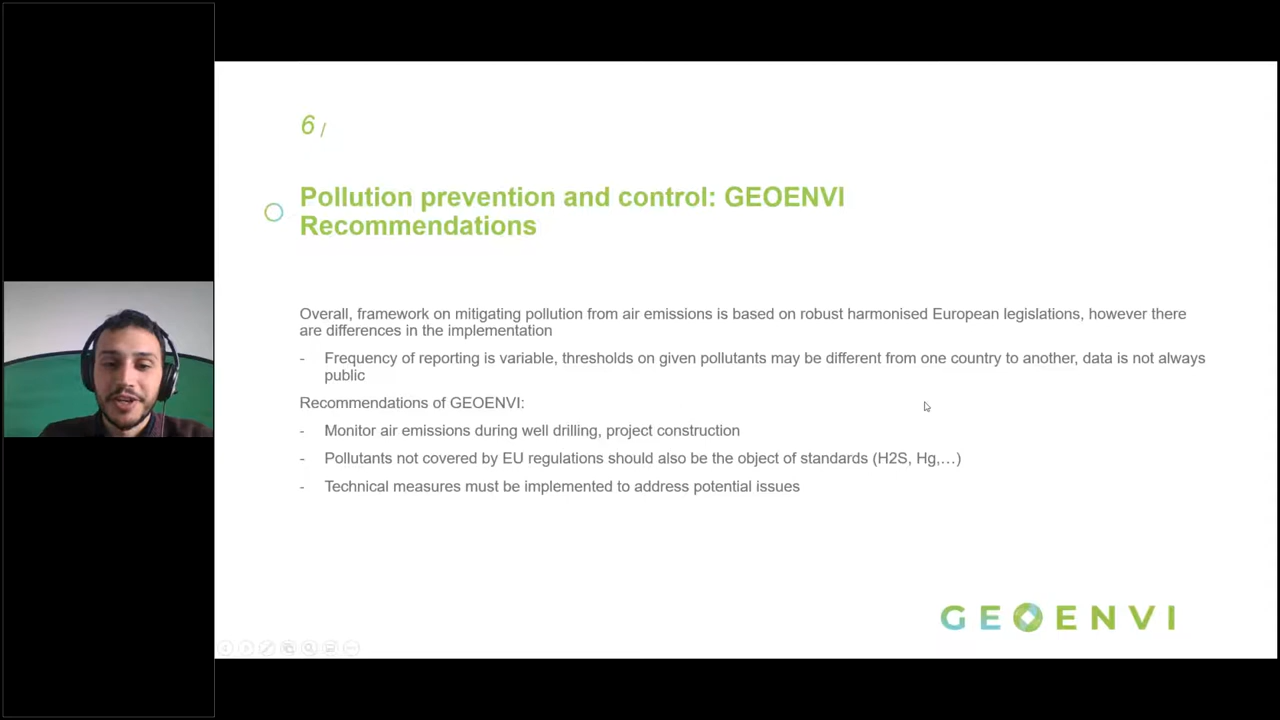 6 /
Pollution prevention and control: GEOENVI
Recommendations
Overall, framework on mitigating pollution from air emissions is based on robust harmonised European legislations, however there
are differences in the implementation
- Frequency of reporting is variable, thresholds on given pollutants may be different from one country to another, data is not always
public
Recommendations of GEOENVI:
- Monitor air emissions during well drilling, project construction
- Pollutants not covered by EU regulations should also be the object of standards (H2S, Hg,...)
- Technical measures must be implemented to address potential issues
GEOENVI